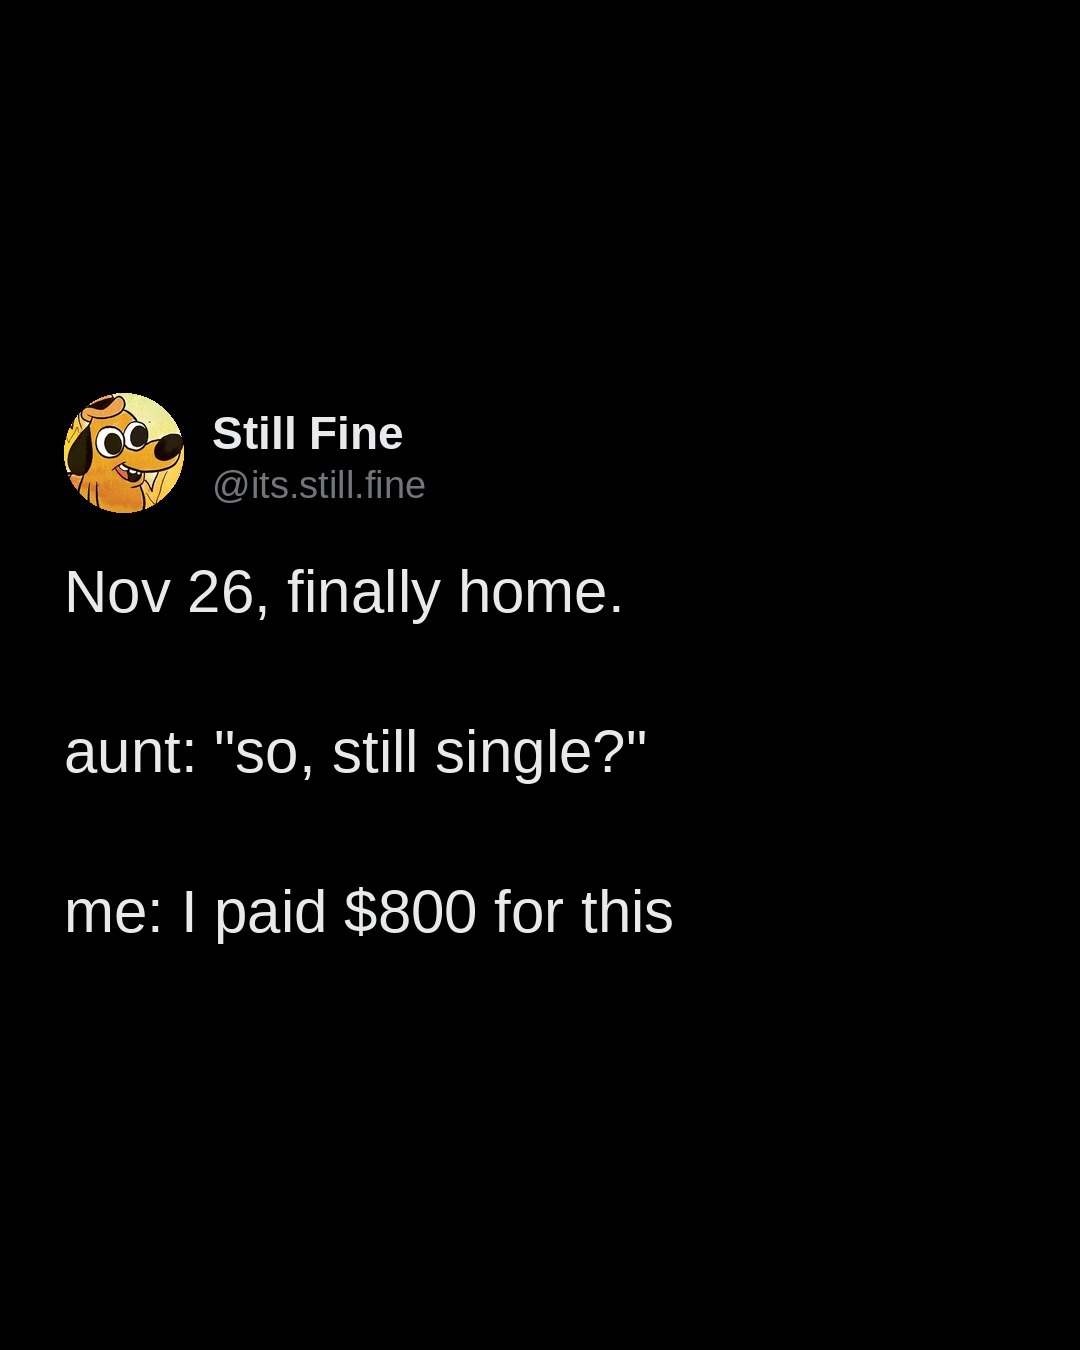 Still Fine
@its.still.fine
Nov 26, finally home.
aunt: "so, still single?"
me: I paid $800 for this